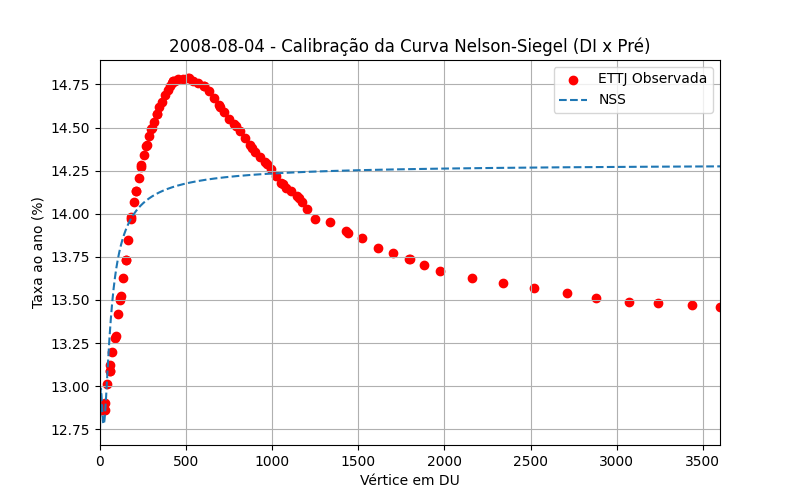 2008-08-04 - Calibração da Curva Nelson-Siegel (DI x Pré)
ETTJ Observada
NSS
Taxa ao ano (%)
14.75
14.50
14.25
14.00
13.75
13.50
13.25
13.00
12.75
0 500 1000 1500 2000 2500 3000 3500
Vértice em DU